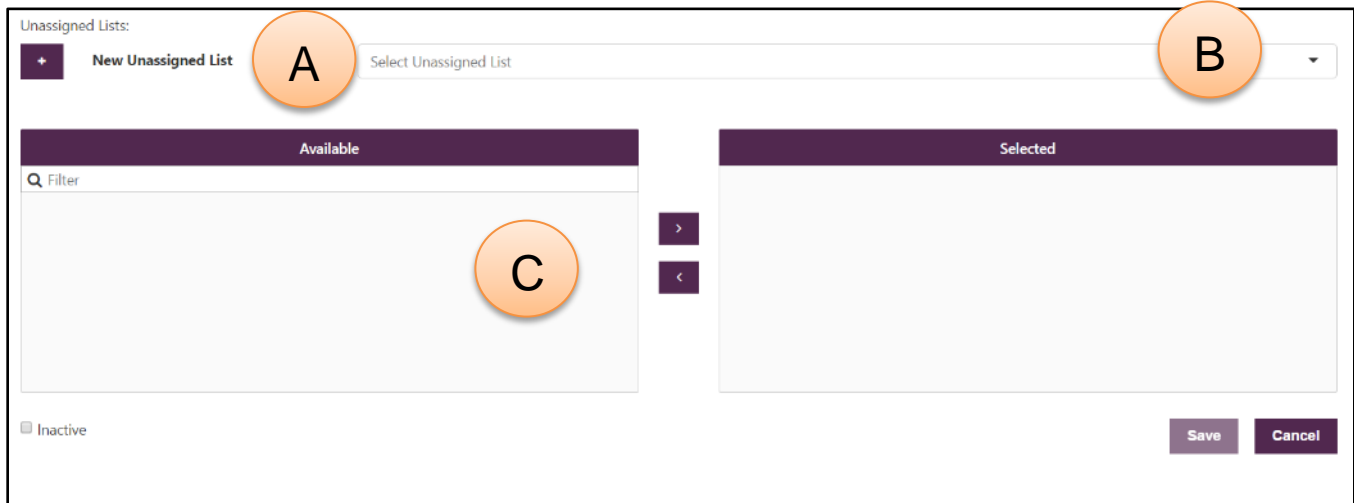 Unassigned Lists:
+ New Unassigned List A Select Unassigned List B
Available Selected
Filter
>
C
<
Inactive
Save Cancel